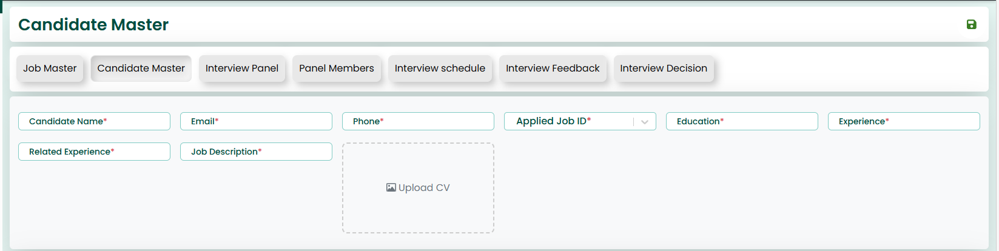 Candidate Master
Job Master Candidate Master Interview Panel Panel Members Interview schedule Interview Feedback Interview Decision
Candidate Name* Email* Phone* Applied Job ID* Education* Experience*
Related Experience* Job Description*
Upload CV